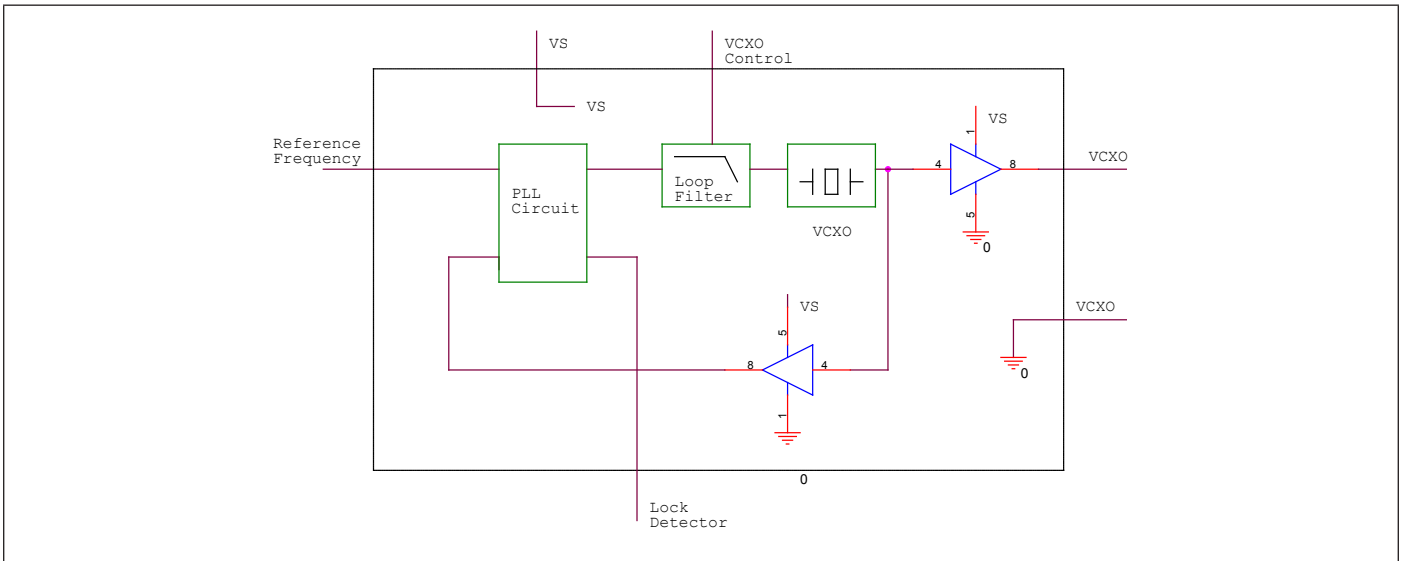 VS
VCXO
Control
VS
VS
1
Reference
Frequency
4
8
VCXO
PLL
Circuit
Loop
Filter
5
0
VCXO
VCXO
VS
5
8
4
0
1
0
Lock
Detector